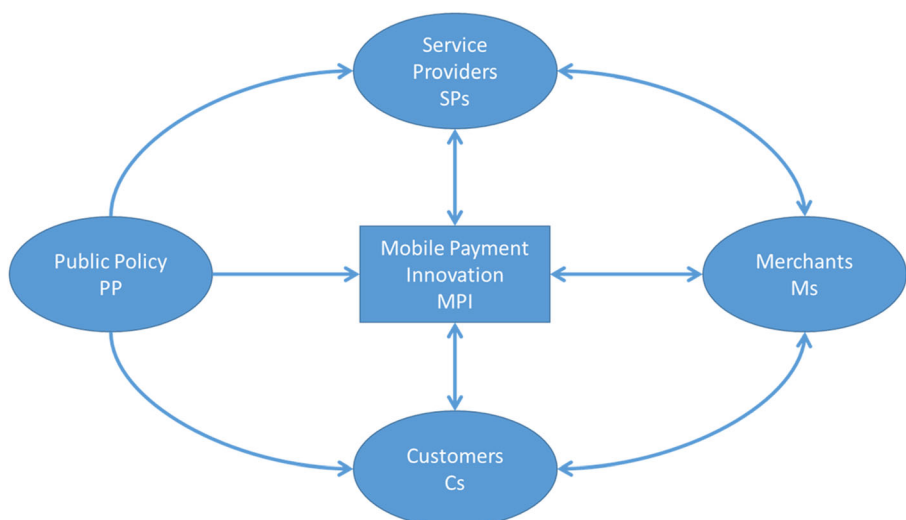 Service
Providers
SPs
Public Policy
PP
Mobile Payment
Innovation
MPI
Merchants
Ms
Customers
Cs